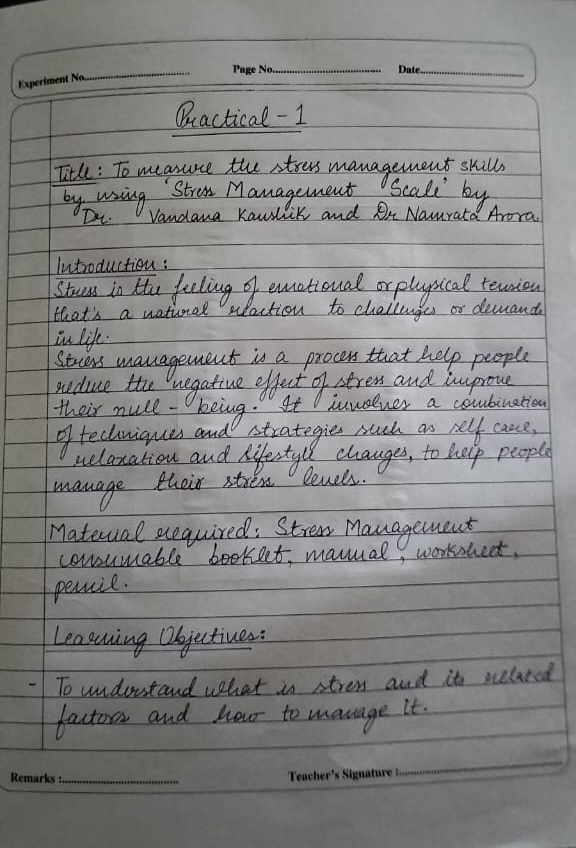 Experiment No.
Page No.
Date
Practical - 1
Title : To measure the stress management skills
by using 'Stress Management Scale' by
Dr. Vandana Kaushik and Dr Namrata Arora
Introduction :
Stress is the feeling of emotional or physical tension
that's a natural reaction to challenges or demands
in life.
Stress management is a process that help people
reduce the negative effect of stress and improve
their null - being. It involves a combination
of techniques and strategies such as self care,
relaxation and lifestyle changes, to help people
manage their stress levels.
Material required : Stress Management
consumable booklet, manual, worksheet,
pencil.
Learning Objectives :
- To understand what is stress and its related
factors and how to manage it.
Remarks :
Teacher's Signature :